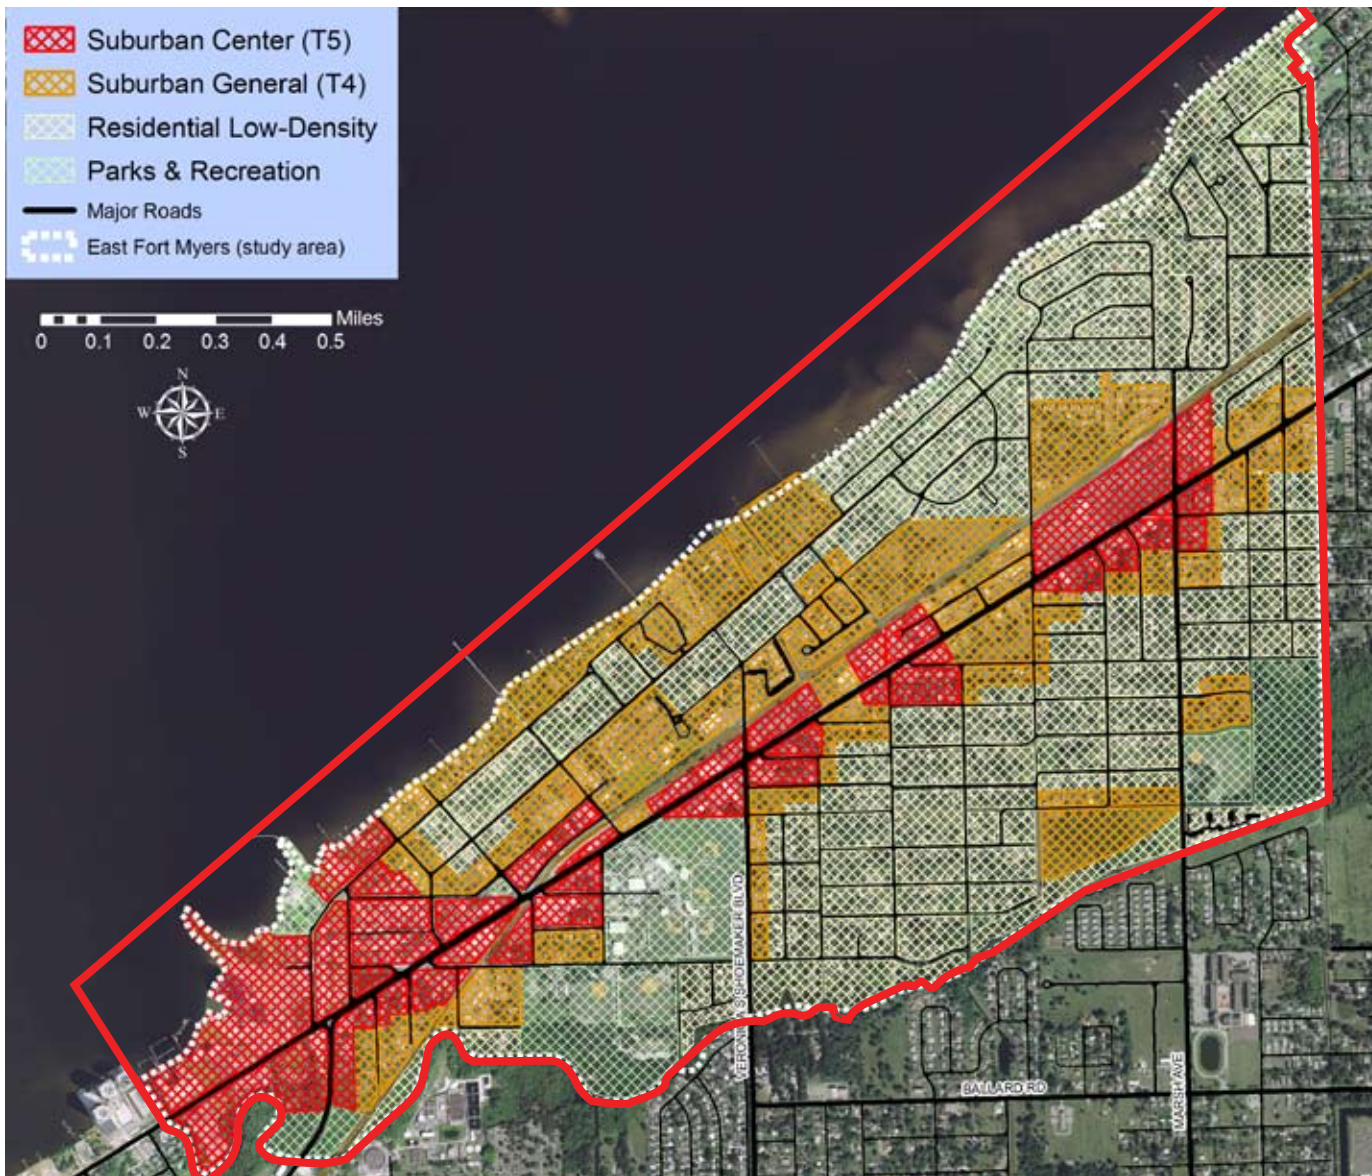 Suburban Center (T5)
Suburban General (T4)
Residential Low-Density
Parks & Recreation
Major Roads
East Fort Myers (study area)
Miles
0 0.1 0.2 0.3 0.4 0.5
N
W E
S
VERONICA S SHOEMAKER BLVD
MARSH AVE
BALLARD RD